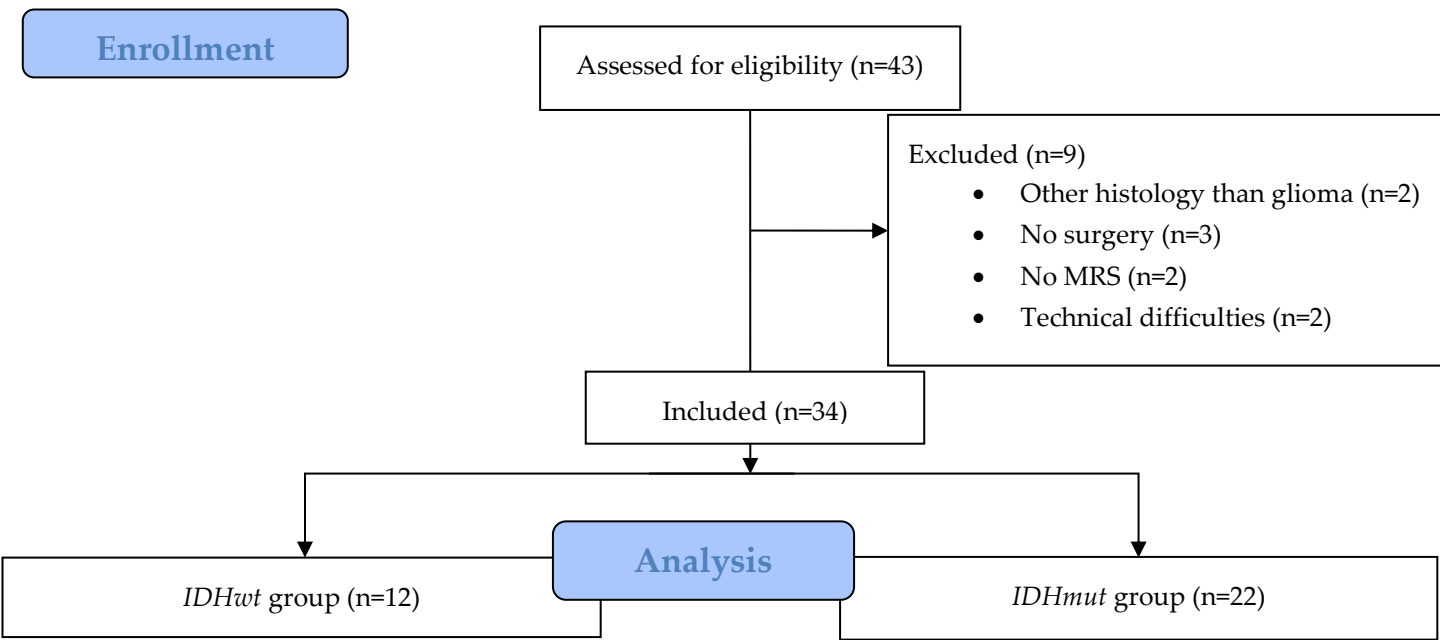 Enrollment
Assessed for eligibility (n=43)
Excluded (n=9)
• Other histology than glioma (n=2)
• No surgery (n=3)
• No MRS (n=2)
• Technical difficulties (n=2)
Included (n=34)
Analysis
IDHwt group (n=12)
IDHmut group (n=22)